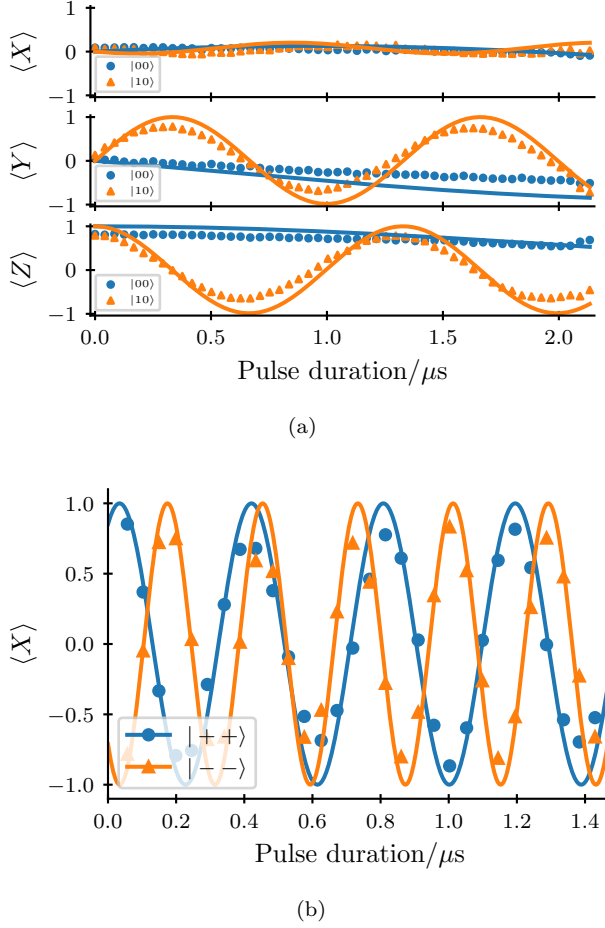 1
0
−1
⟨X⟩
|00⟩
|10⟩
1
0
−1
⟨Y⟩
|00⟩
|10⟩
1
0
−1
⟨Z⟩
|00⟩
|10⟩
0.0 0.5 1.0 1.5 2.0
Pulse duration/μs
(a)
1.0
0.5
0.0
−0.5
−1.0
⟨X⟩
|++⟩
|−−⟩
0.0 0.2 0.4 0.6 0.8 1.0 1.2 1.4
Pulse duration/μs
(b)